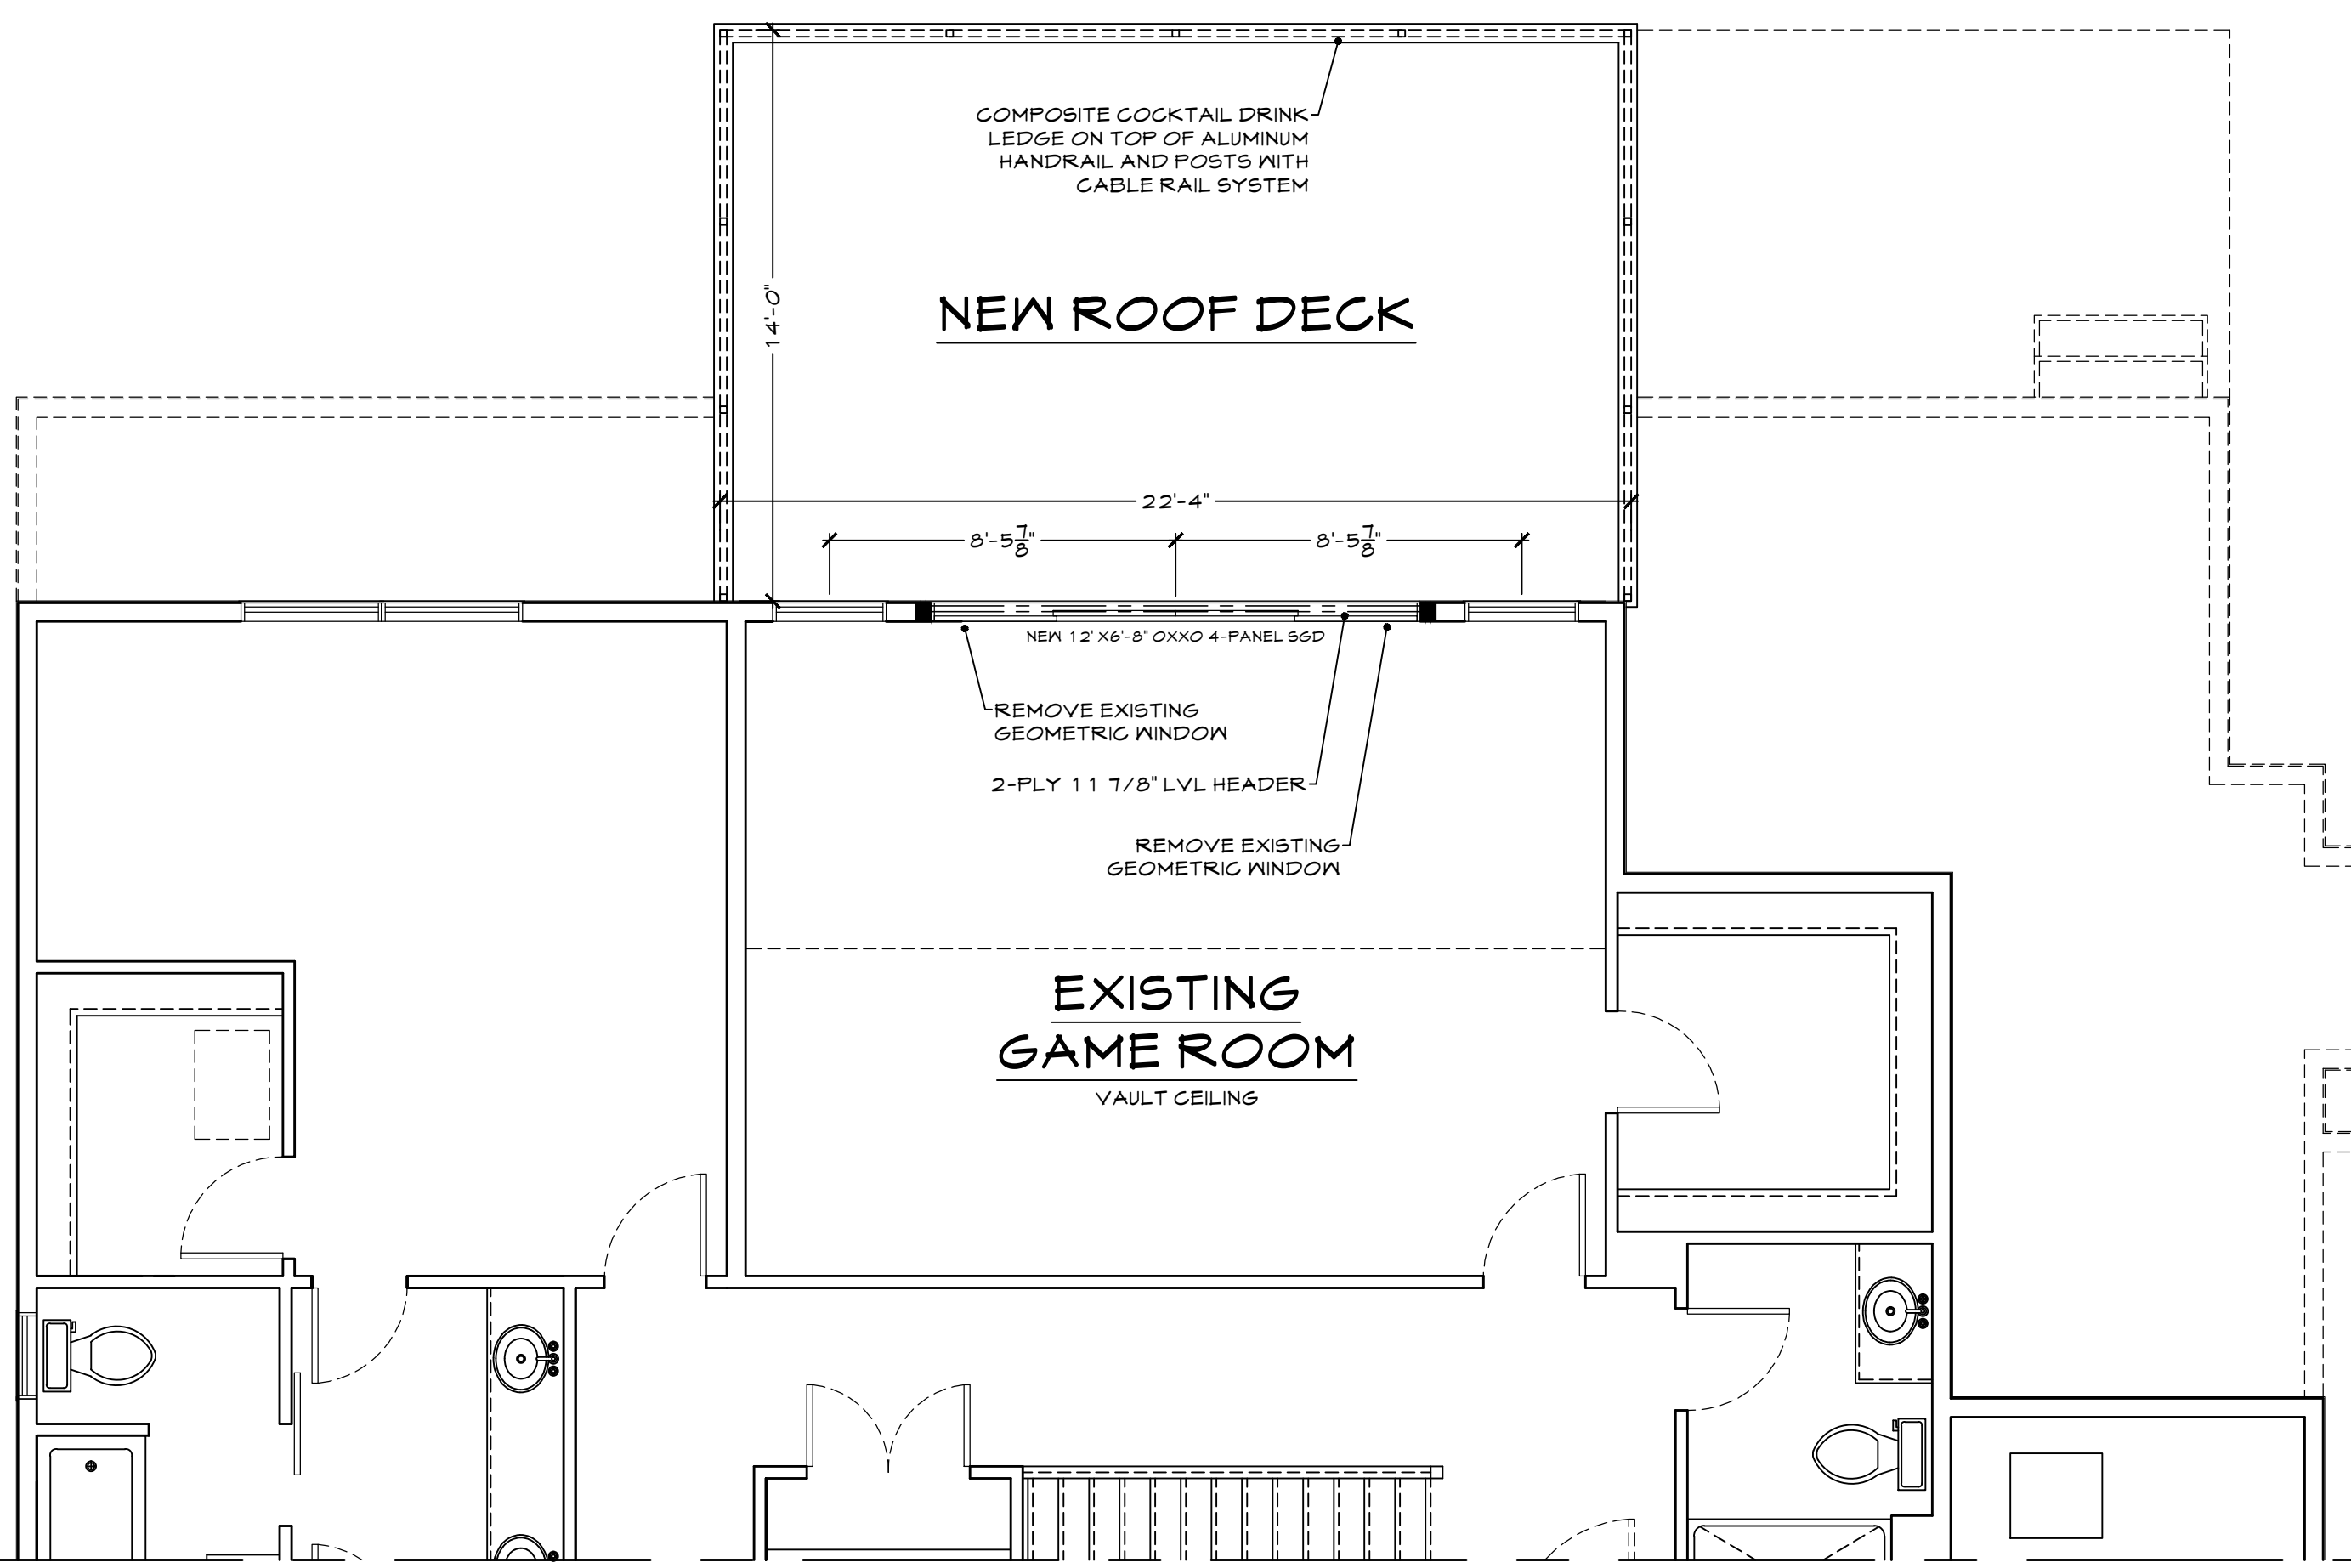 COMPOSITE COCKTAIL DRINK
LEDGE ON TOP OF ALUMINUM
HANDRAIL AND POSTS WITH
CABLE RAIL SYSTEM
14'-0"
NEW ROOF DECK
22'-4"
8'-5 7/8"
8'-5 7/8"
NEW 12'X6'-8" OXXO 4-PANEL SGD
REMOVE EXISTING
GEOMETRIC WINDOW
2-PLY 11 7/8" LVL HEADER
REMOVE EXISTING
GEOMETRIC WINDOW
EXISTING
GAME ROOM
VAULT CEILING